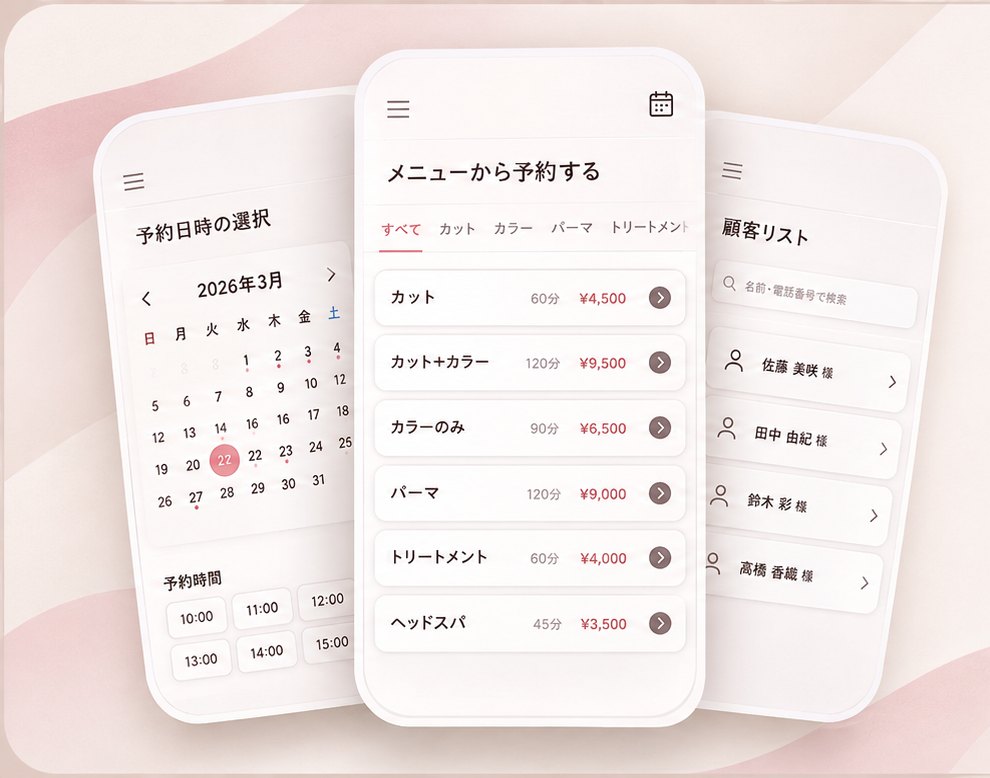 予約日時の選択
2026年3月
日 月 火 水 木 金 土
1 2 3 4
5 6 7 8 9 10 12
12 13 14 16 16 17 18
19 20 22 22 23 24 25
26 27 28 29 30 31
予約時間
10:00 11:00 12:00
13:00 14:00 15:00
メニューから予約する
すべて カット カラー パーマ トリートメント
カット 60分 ¥4,500
カット+カラー 120分 ¥9,500
カラーのみ 90分 ¥6,500
パーマ 120分 ¥9,000
トリートメント 60分 ¥4,000
ヘッドスパ 45分 ¥3,500
顧客リスト
名前・電話番号で検索
佐藤 美咲 様
田中 由紀 様
鈴木 彩 様
高橋 香織 様